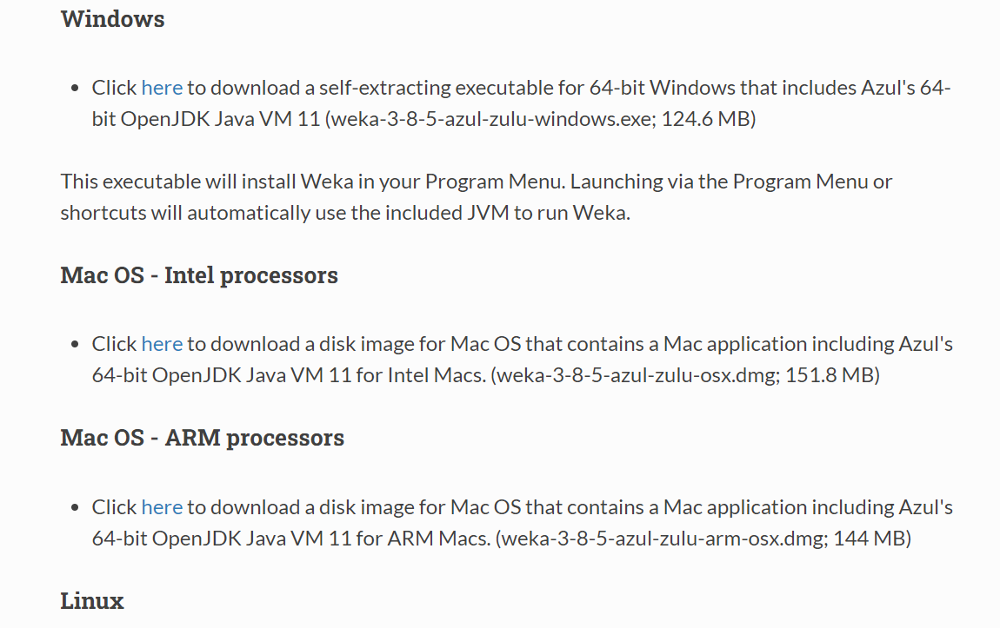 Windows
• Click here to download a self-extracting executable for 64-bit Windows that includes Azul's 64-
bit OpenJDK Java VM 11 (weka-3-8-5-azul-zulu-windows.exe; 124.6 MB)
This executable will install Weka in your Program Menu. Launching via the Program Menu or
shortcuts will automatically use the included JVM to run Weka.
Mac OS - Intel processors
• Click here to download a disk image for Mac OS that contains a Mac application including Azul's
64-bit OpenJDK Java VM 11 for Intel Macs. (weka-3-8-5-azul-zulu-osx.dmg; 151.8 MB)
Mac OS - ARM processors
• Click here to download a disk image for Mac OS that contains a Mac application including Azul's
64-bit OpenJDK Java VM 11 for ARM Macs. (weka-3-8-5-azul-zulu-arm-osx.dmg; 144 MB)
Linux